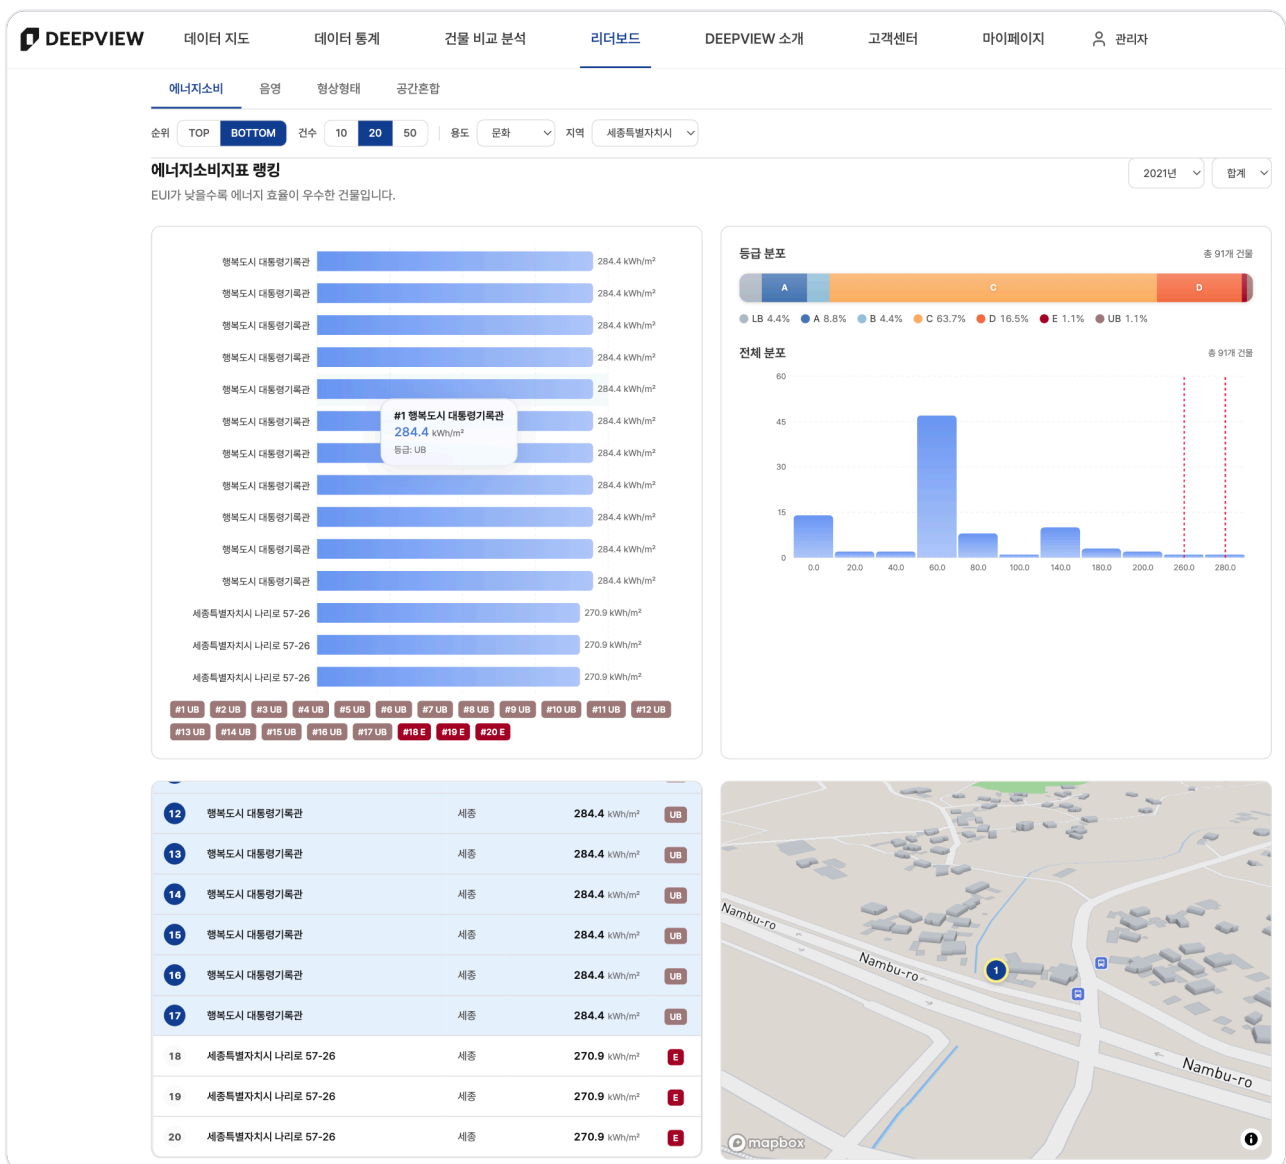 DEEPVIEW 데이터 지도 데이터 통계 건물 비교 분석 리더보드 DEEPVIEW 소개 고객센터 마이페이지 관리자
에너지소비 음영 형상형태 공간혼합
순위 TOP BOTTOM 건수 10 20 50 용도 문화 지역 세종특별자치시
에너지소비지표 랭킹
EUI가 낮을수록 에너지 효율이 우수한 건물입니다.
2021년 합계
행복도시 대통령기록관 284.4 kWh/m²
행복도시 대통령기록관 284.4 kWh/m²
행복도시 대통령기록관 284.4 kWh/m²
행복도시 대통령기록관 284.4 kWh/m²
행복도시 대통령기록관 284.4 kWh/m²
행복도시 대통령기록관 284.4 kWh/m²
행복도시 대통령기록관 284.4 kWh/m²
행복도시 대통령기록관 284.4 kWh/m²
행복도시 대통령기록관 284.4 kWh/m²
행복도시 대통령기록관 284.4 kWh/m²
행복도시 대통령기록관 284.4 kWh/m²
세종특별자치시 나리로 57-26 270.9 kWh/m²
세종특별자치시 나리로 57-26 270.9 kWh/m²
세종특별자치시 나리로 57-26 270.9 kWh/m²
#1 행복도시 대통령기록관
284.4 kWh/m²
등급: UB
#1 UB #2 UB #3 UB #4 UB #5 UB #6 UB #7 UB #8 UB #9 UB #10 UB #11 UB #12 UB
#13 UB #14 UB #15 UB #16 UB #17 UB #18 E #19 E #20 E
등급 분포 총 91개 건물
A C D
LB 4.4% A 8.8% B 4.4% C 63.7% D 16.5% E 1.1% UB 1.1%
전체 분포 총 91개 건물
60
45
30
15
0
0.0 20.0 40.0 60.0 80.0 100.0 140.0 180.0 200.0 260.0 280.0
12 행복도시 대통령기록관 세종 284.4 kWh/m² UB
13 행복도시 대통령기록관 세종 284.4 kWh/m² UB
14 행복도시 대통령기록관 세종 284.4 kWh/m² UB
15 행복도시 대통령기록관 세종 284.4 kWh/m² UB
16 행복도시 대통령기록관 세종 284.4 kWh/m² UB
17 행복도시 대통령기록관 세종 284.4 kWh/m² UB
18 세종특별자치시 나리로 57-26 세종 270.9 kWh/m² E
19 세종특별자치시 나리로 57-26 세종 270.9 kWh/m² E
20 세종특별자치시 나리로 57-26 세종 270.9 kWh/m² E
Nambu-ro
Nambu-ro
1
Nambu-ro
mapbox